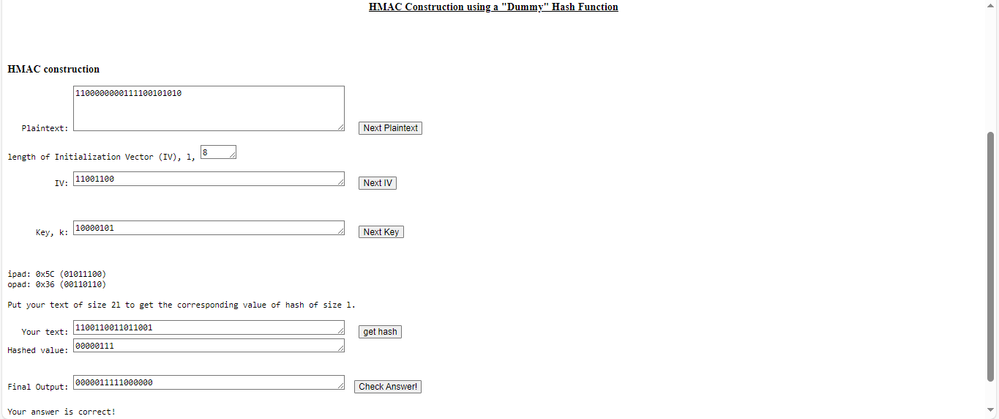 HMAC Construction using a "Dummy" Hash Function
HMAC construction
Plaintext: 1100000000111100101010 Next Plaintext
length of Initialization Vector (IV), l, 8
IV: 11001100 Next IV
Key, k: 10000101 Next Key
ipad: 0x5C (01011100)
opad: 0x36 (00110110)
Put your text of size 2l to get the corresponding value of hash of size l.
Your text: 1100110011011001 get hash
Hashed value: 00000111
Final Output: 0000011111000000 Check Answer!
Your answer is correct!